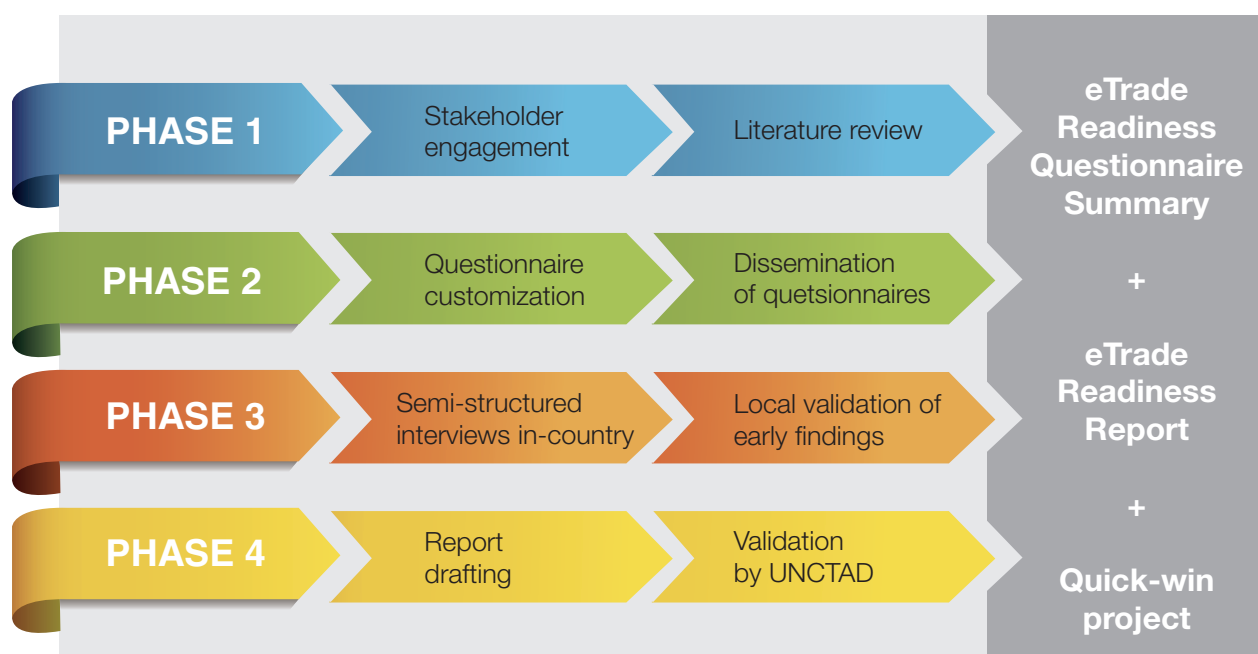 PHASE 1
Stakeholder
engagement
Literature review
PHASE 2
Questionnaire
customization
Dissemination
of quetsionnaires
PHASE 3
Semi-structured
interviews in-country
Local validation of
early findings
PHASE 4
Report
drafting
Validation
by UNCTAD
eTrade
Readiness
Questionnaire
Summary
+
eTrade
Readiness
Report
+
Quick-win
project